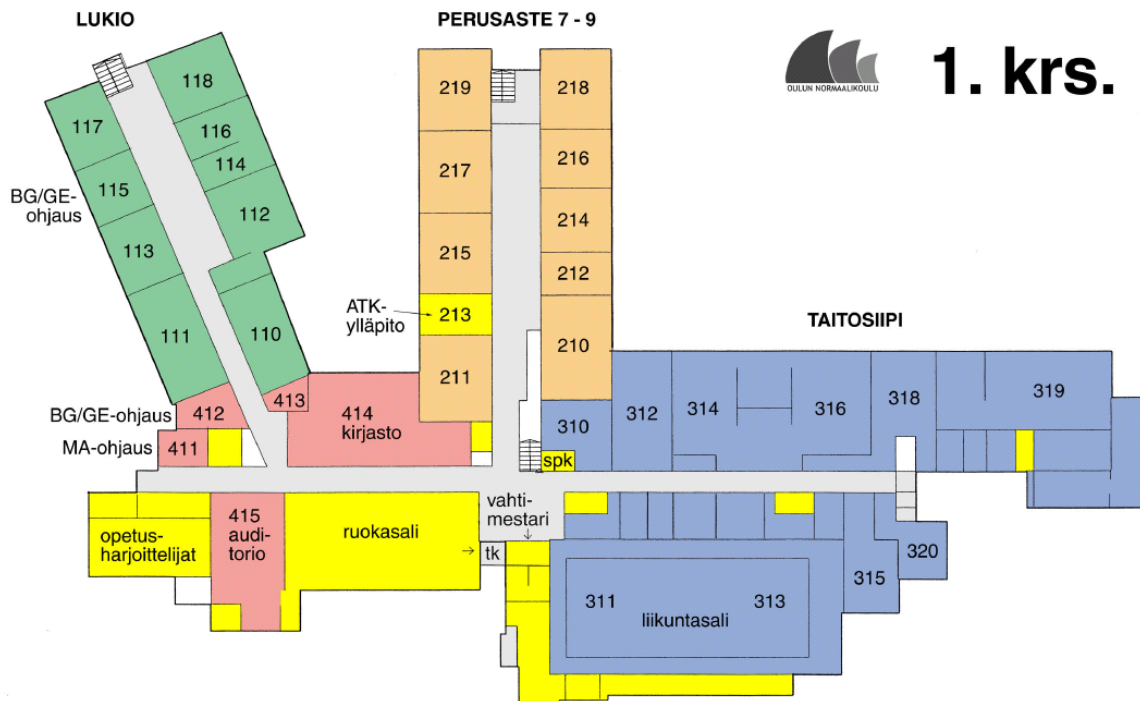 LUKIO
PERUSASTE 7 - 9
OULUN NORMAALIKOULU
1. krs.
118
117
116
114
115
BG/GE-
ohjaus
112
113
111
110
219
218
217
216
215
214
212
ATK-
ylläpito
213
210
211
TAITOSIIPI
BG/GE-ohjaus
412
413
414
kirjasto
MA-ohjaus
411
310
spk
312
314
316
318
319
opetus-
harjoittelijat
415
audi-
torio
ruokasali
vahti-
mestari
tk
311
313
liikuntasali
315
320